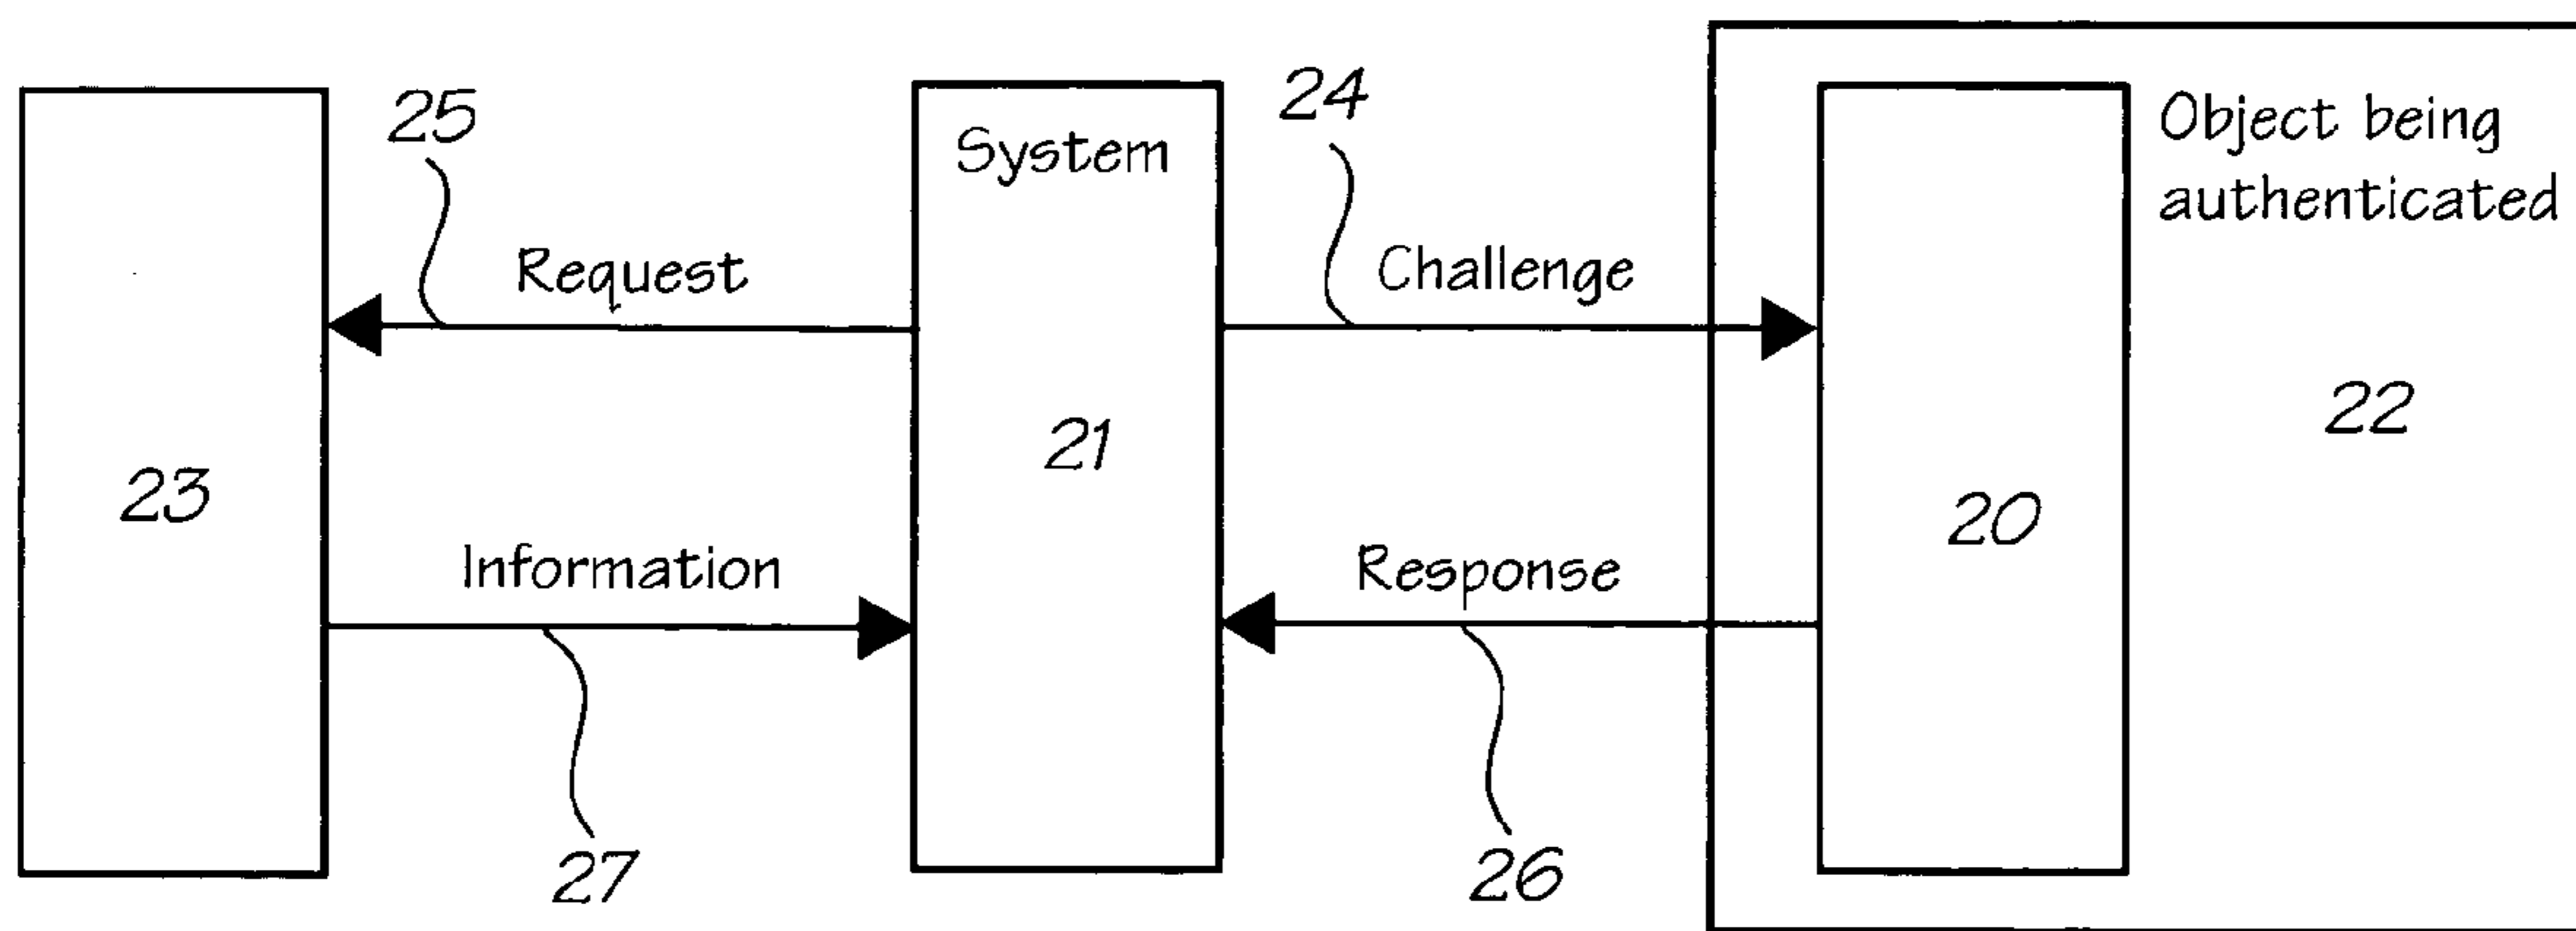 25
24
System
Object being
authenticated
Request
Challenge
22
21
23
20
Information
Response
27
26